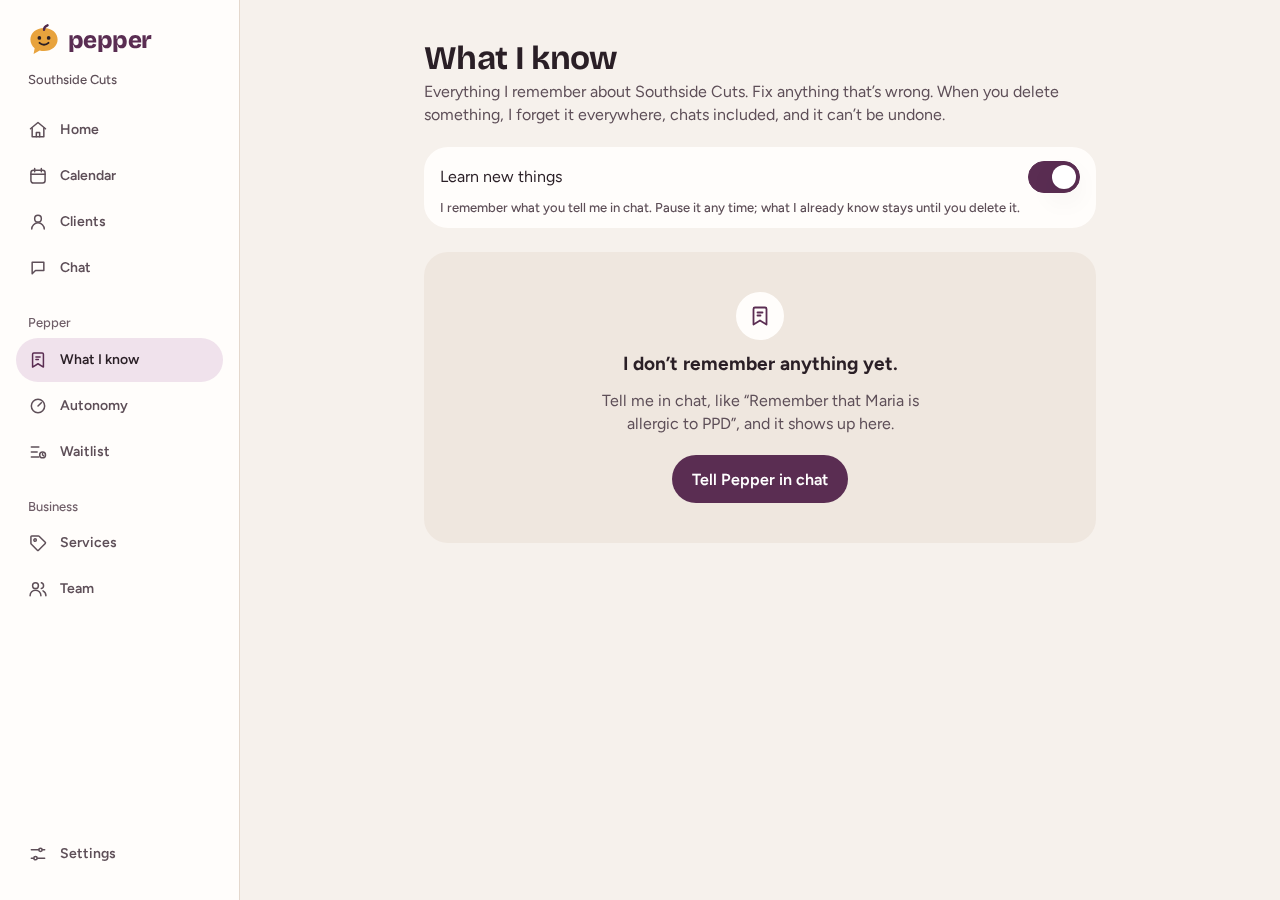 pepper
Southside Cuts
Home
Calendar
Clients
Chat
Pepper
What I know
Autonomy
Waitlist
Business
Services
Team
Settings
What I know
Everything I remember about Southside Cuts. Fix anything that’s wrong. When you delete
something, I forget it everywhere, chats included, and it can’t be undone.
Learn new things
I remember what you tell me in chat. Pause it any time; what I already know stays until you delete it.
I don’t remember anything yet.
Tell me in chat, like “Remember that Maria is
allergic to PPD”, and it shows up here.
Tell Pepper in chat